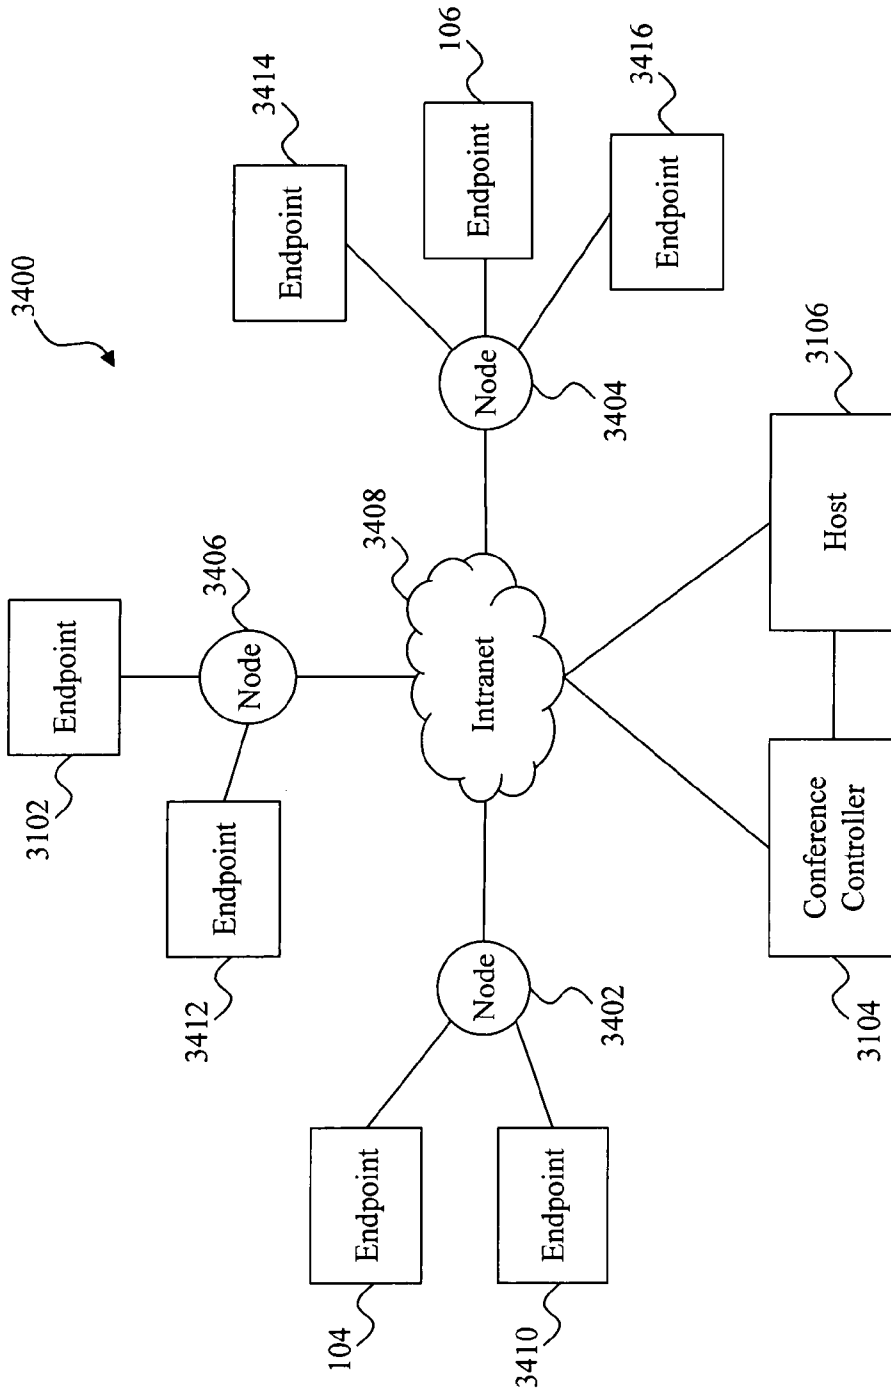 3400
3102
Endpoint
3412
Endpoint
Node
3406
3414
Endpoint
106
Endpoint
3416
Endpoint
Node
3404
3408
Intranet
104
Endpoint
3410
Endpoint
Node
3402
3104
Conference
Controller
Host
3106